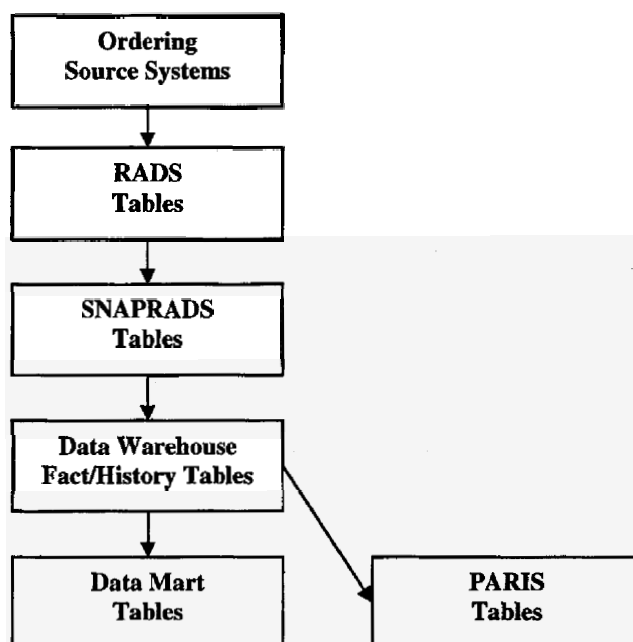 Ordering
Source Systems
RADS
Tables
SNAPRADS
Tables
Data Warehouse
Fact/History Tables
Data Mart
Tables
PARIS
Tables